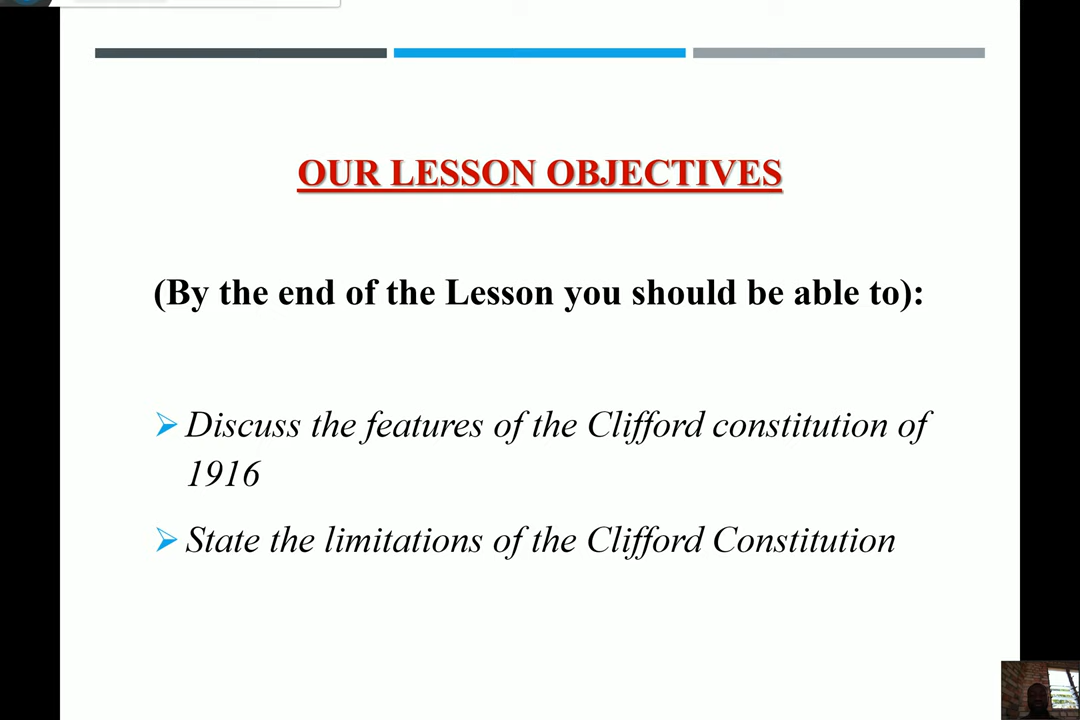 OUR LESSON OBJECTIVES
(By the end of the Lesson you should be able to):
Discuss the features of the Clifford constitution of
1916
State the limitations of the Clifford Constitution